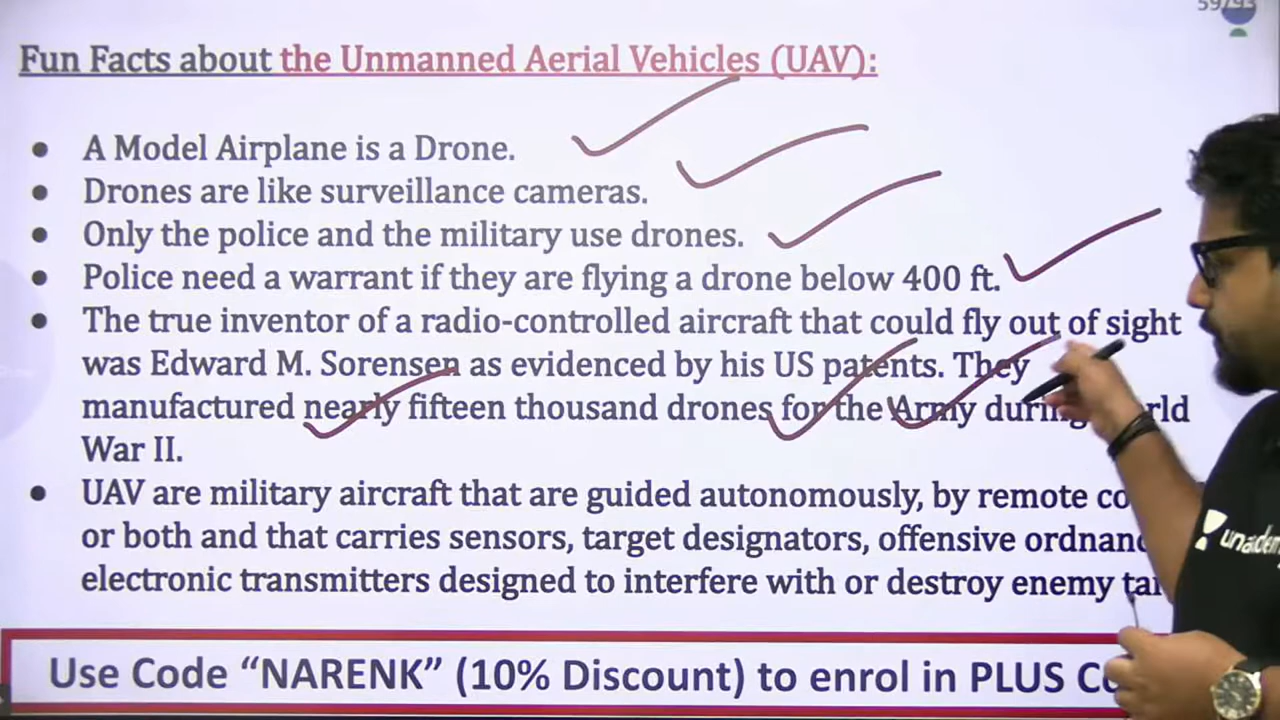 59/93
Fun Facts about the Unmanned Aerial Vehicles (UAV):
● A Model Airplane is a Drone.
● Drones are like surveillance cameras.
● Only the police and the military use drones.
● Police need a warrant if they are flying a drone below 400 ft.
● The true inventor of a radio-controlled aircraft that could fly out of sight
was Edward M. Sorensen as evidenced by his US patents. They
manufactured nearly fifteen thousand drones for the Army during
War II.
● UAV are military aircraft that are guided autonomously, by remote
or both and that carries sensors, target designators, offensive
electronic transmitters designed to interfere with or destroy enemy
Use Code “NARENK” (10% Discount) to enrol in PLUS